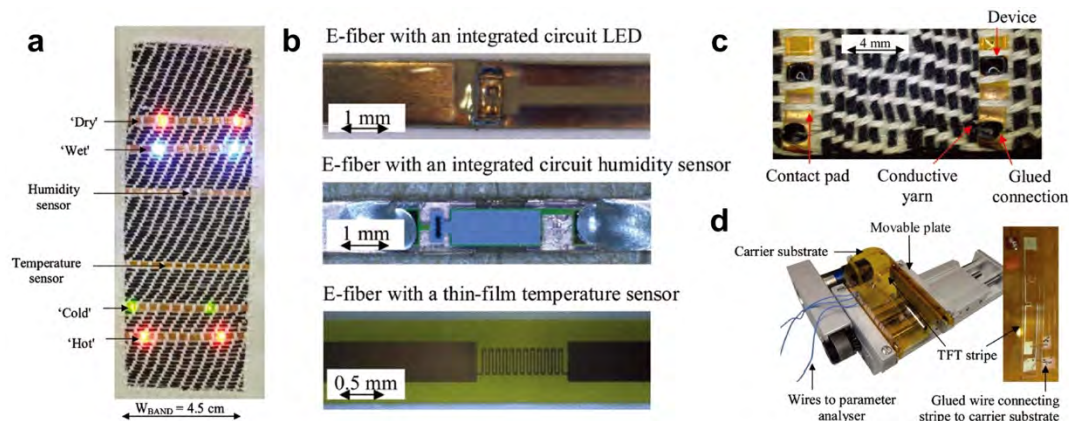 a
'Dry'
'Wet'
Humidity
sensor
Temperature
sensor
'Cold'
'Hot'
W_BAND = 4.5 cm
b
E-fiber with an integrated circuit LED
1 mm
E-fiber with an integrated circuit humidity sensor
1 mm
E-fiber with a thin-film temperature sensor
0.5 mm
c
Device
4 mm
Contact pad
Conductive
yarn
Glued
connection
d
Movable plate
Carrier substrate
TFT stripe
Wires to parameter
analyser
Glued wire connecting
stripe to carrier substrate